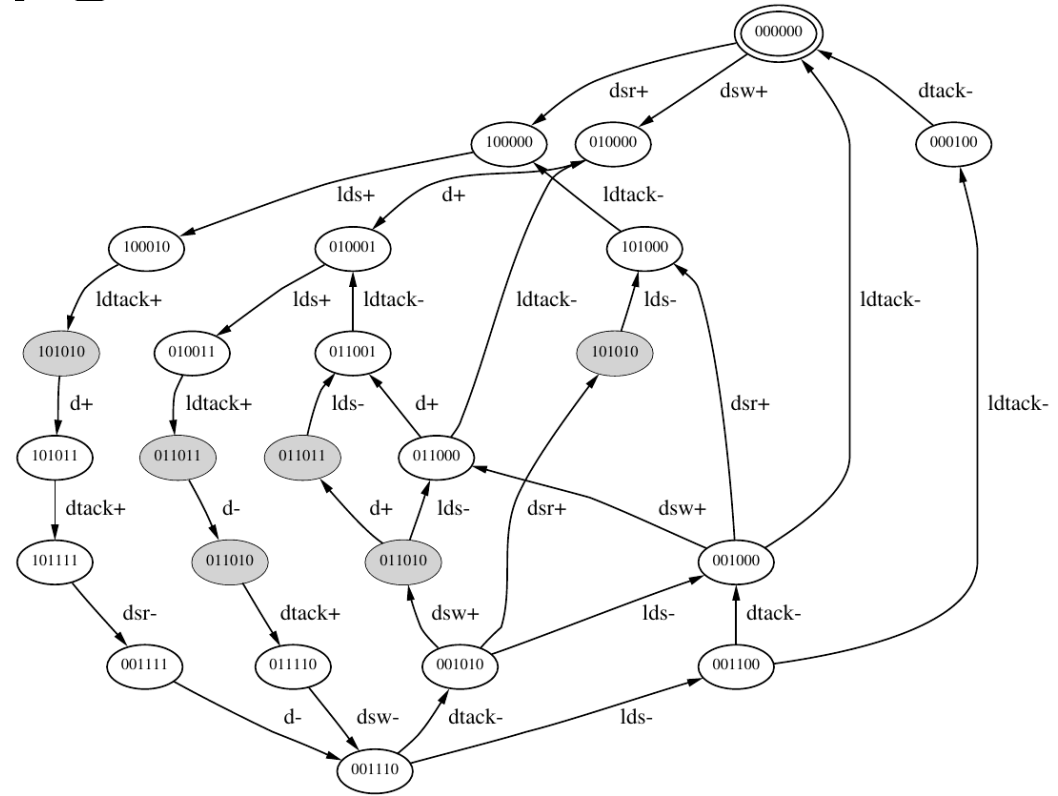 000000
dsr+ dsw+ dtack-
100000 010000 000100
lds+ d+ ldtack-
100010 010001 101000
ldtack+ lds+ ldtack- ldtack- lds- ldtack-
101010 010011 011001 101010
d+ ldtack+ lds- d+ dsr+ ldtack-
101011 011011 011011 011000
dtack+ d- d+ lds- dsr+ dsw+
101111 011010 011010 001000
dsr- dtack+ dsw+ lds- dtack-
001111 011110 001010 001100
d- dsw- dtack- lds-
001110